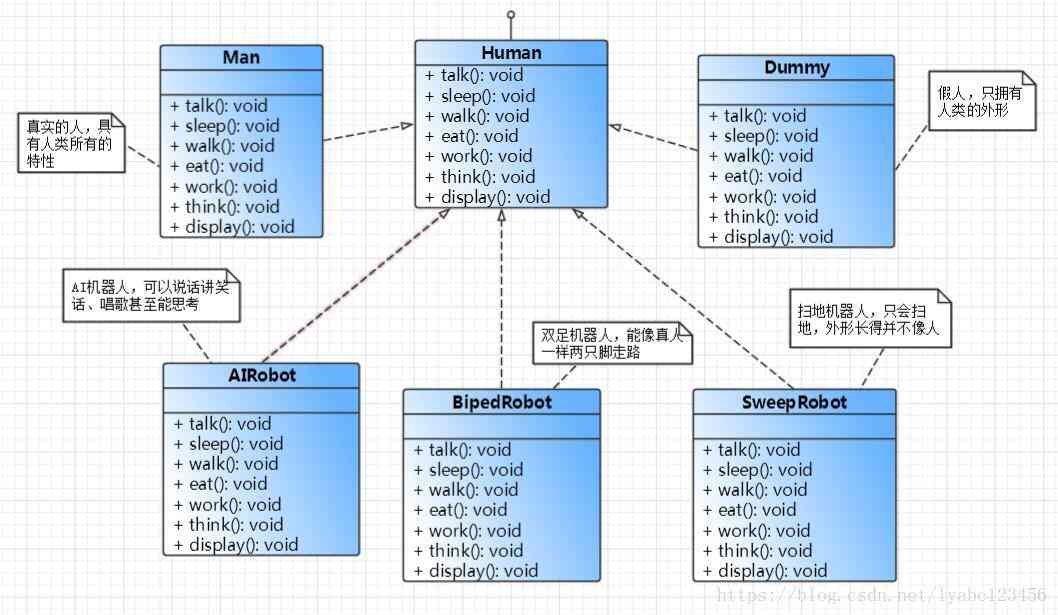 Man
+ talk(): void
+ sleep(): void
+ walk(): void
+ eat(): void
+ work(): void
+ think(): void
+ display(): void
真实的人，具
有人类所有的
特性
Human
+ talk(): void
+ sleep(): void
+ walk(): void
+ eat(): void
+ work(): void
+ think(): void
+ display(): void
Dummy
+ talk(): void
+ sleep(): void
+ walk(): void
+ eat(): void
+ work(): void
+ think(): void
+ display(): void
假人，只拥有
人类的外形
AI机器人，可以说话讲笑
话、唱歌甚至能思考
AIRobot
+ talk(): void
+ sleep(): void
+ walk(): void
+ eat(): void
+ work(): void
+ think(): void
+ display(): void
双足机器人，能像真人
一样两只脚走路
BipedRobot
+ talk(): void
+ sleep(): void
+ walk(): void
+ eat(): void
+ work(): void
+ think(): void
+ display(): void
扫地机器人，只会扫
地，外形长得并不像人
SweepRobot
+ talk(): void
+ sleep(): void
+ walk(): void
+ eat(): void
+ work(): void
+ think(): void
+ display(): void
https://blog.csdn.net/lyabc123456